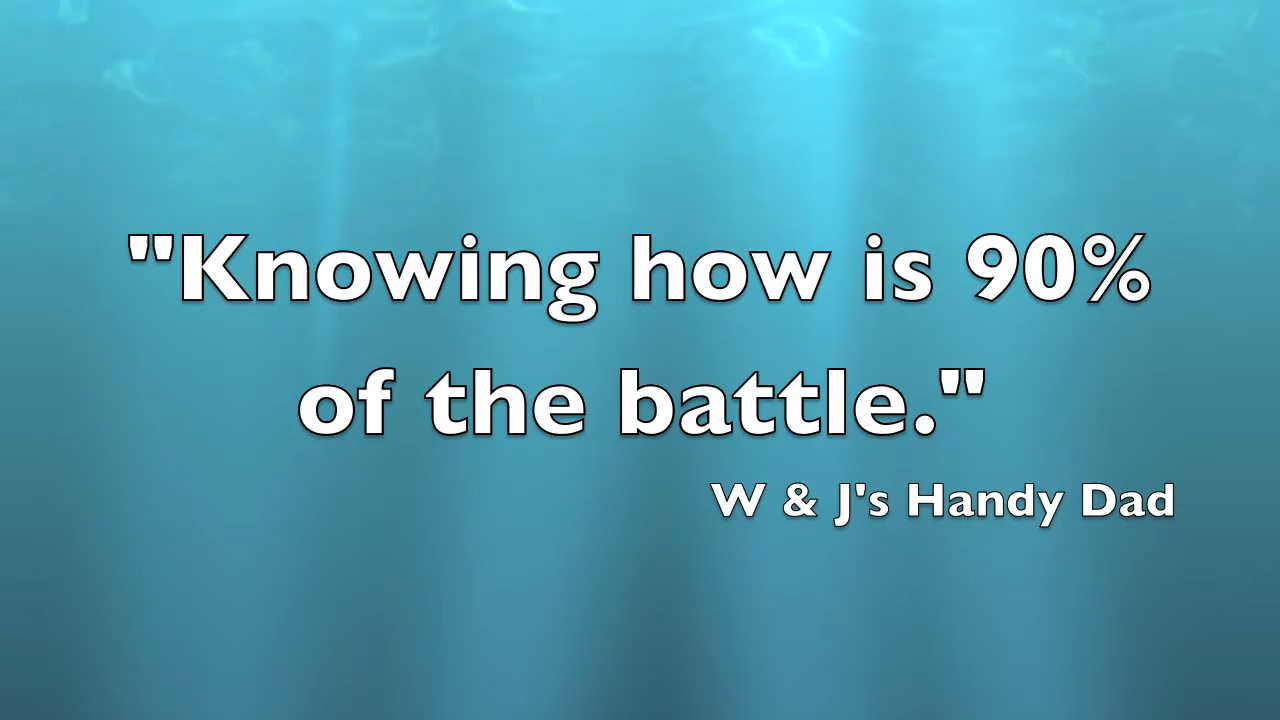 "Knowing how is 90%
of the battle."
W & J's Handy Dad